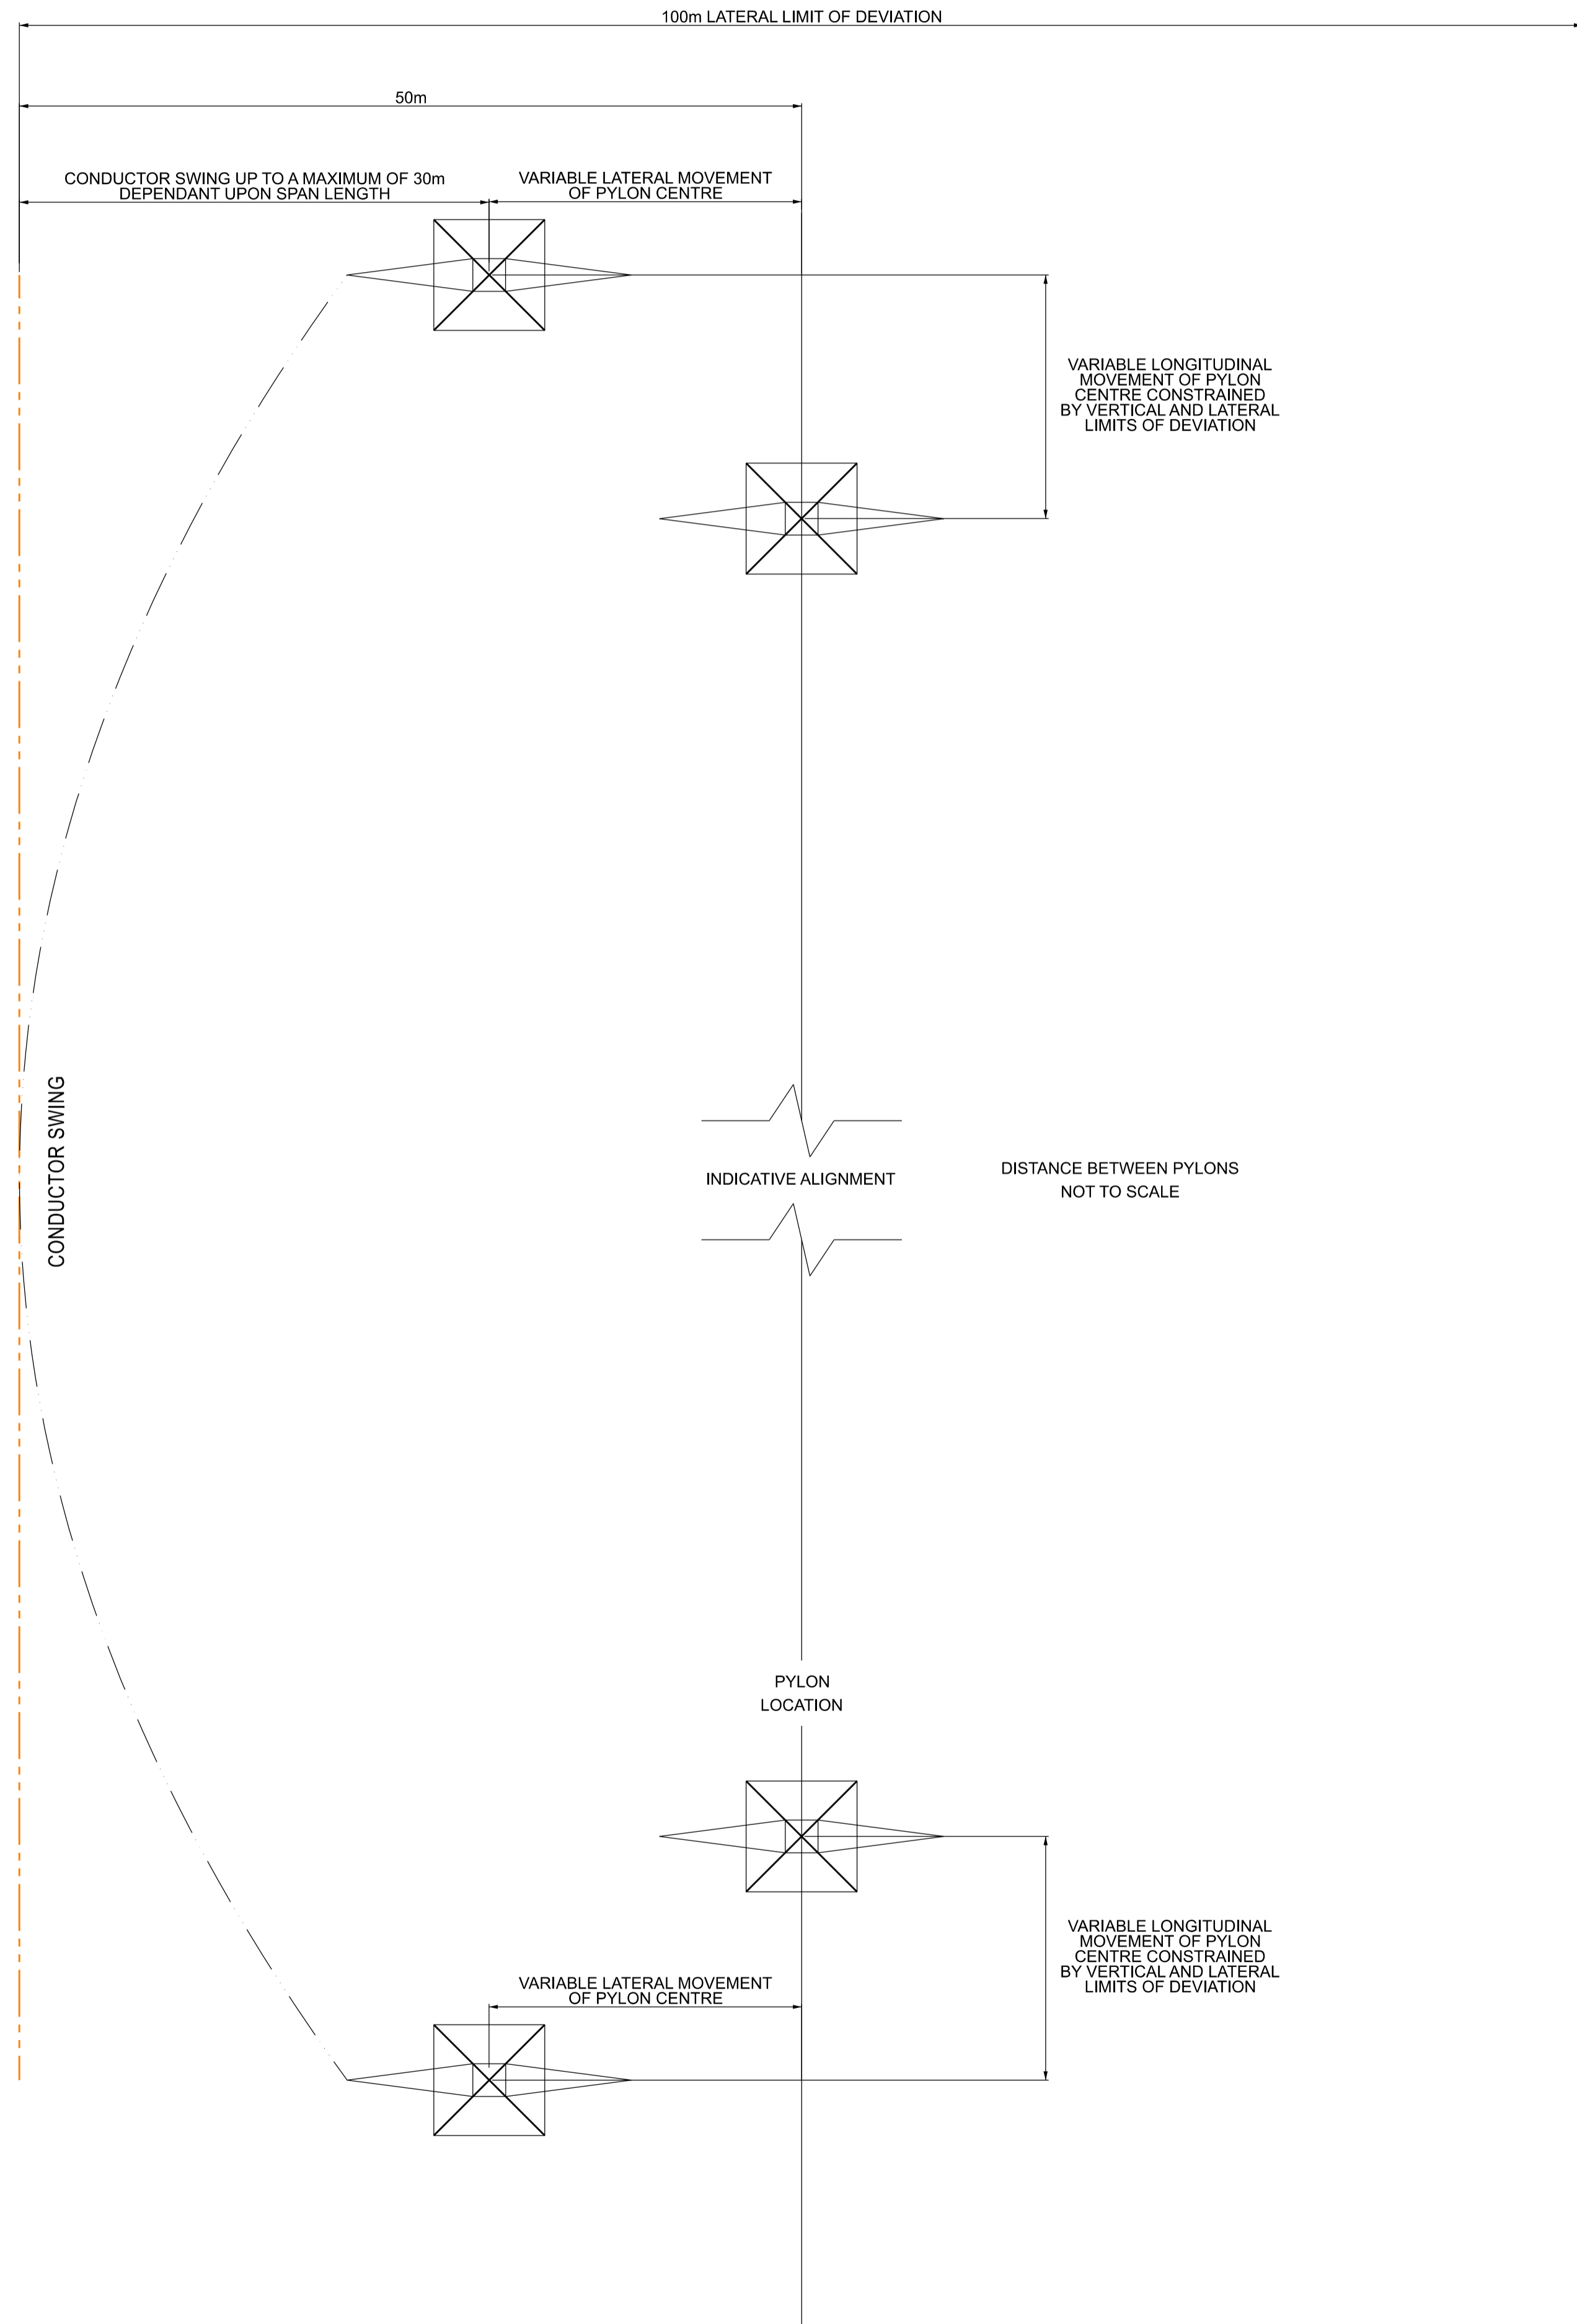 100m LATERAL LIMIT OF DEVIATION
50m
CONDUCTOR SWING UP TO A MAXIMUM OF 30m
DEPENDANT UPON SPAN LENGTH
VARIABLE LATERAL MOVEMENT
OF PYLON CENTRE
VARIABLE LONGITUDINAL
MOVEMENT OF PYLON
CENTRE CONSTRAINED
BY VERTICAL AND LATERAL
LIMITS OF DEVIATION
CONDUCTOR SWING
INDICATIVE ALIGNMENT
DISTANCE BETWEEN PYLONS
NOT TO SCALE
PYLON
LOCATION
VARIABLE LONGITUDINAL
MOVEMENT OF PYLON
CENTRE CONSTRAINED
BY VERTICAL AND LATERAL
LIMITS OF DEVIATION
VARIABLE LATERAL MOVEMENT
OF PYLON CENTRE